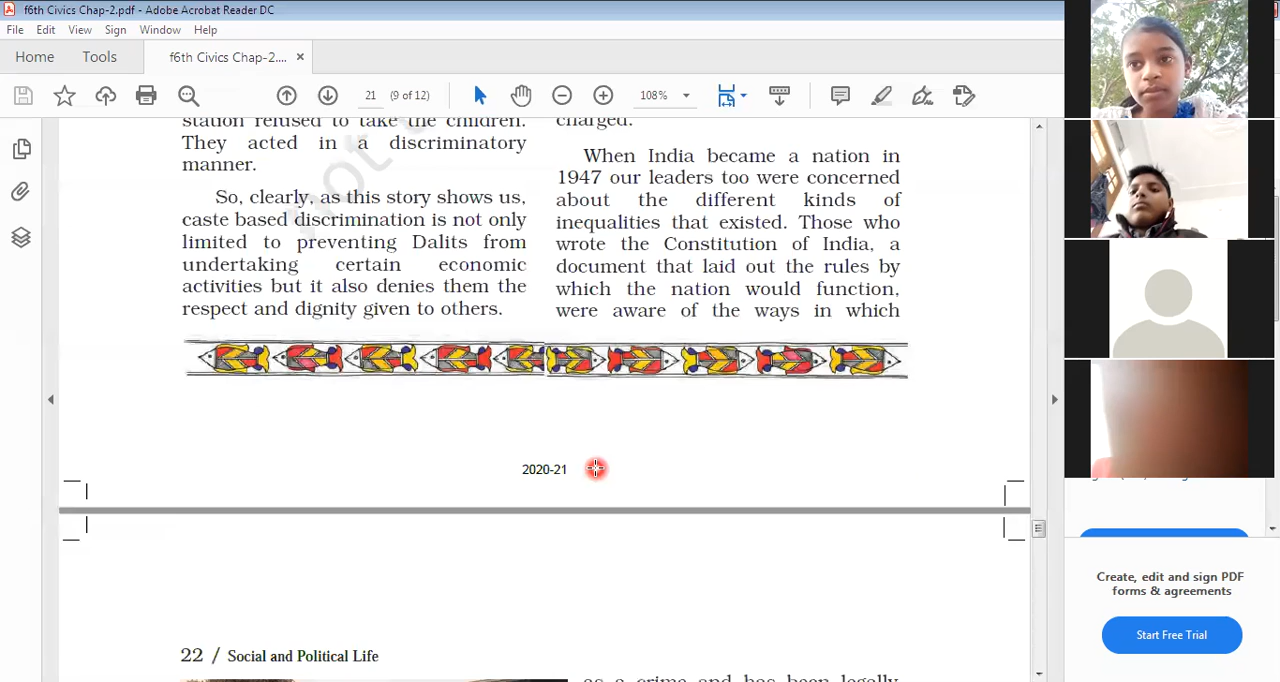 f6th Civics Chap-2.pdf - Adobe Acrobat Reader DC
File Edit View Window Sign Help
Home Tools f6th Civics Chap-2.... ×
21 (9 of 12) 108%
station refused to take the children.
They acted in a discriminatory
manner.
So, clearly, as this story shows us,
caste based discrimination is not only
limited to preventing Dalits from
undertaking certain economic
activities but it also denies them the
respect and dignity given to others.
charged.
When India became a nation in
1947 our leaders too were concerned
about the different kinds of
inequalities that existed. Those who
wrote the Constitution of India, a
document that laid out the rules by
which the nation would function,
were aware of the ways in which
not
2020-21
22 / Social and Political Life
as a crime and has been legally
Create, edit and sign PDF
forms & agreements
Start Free Trial